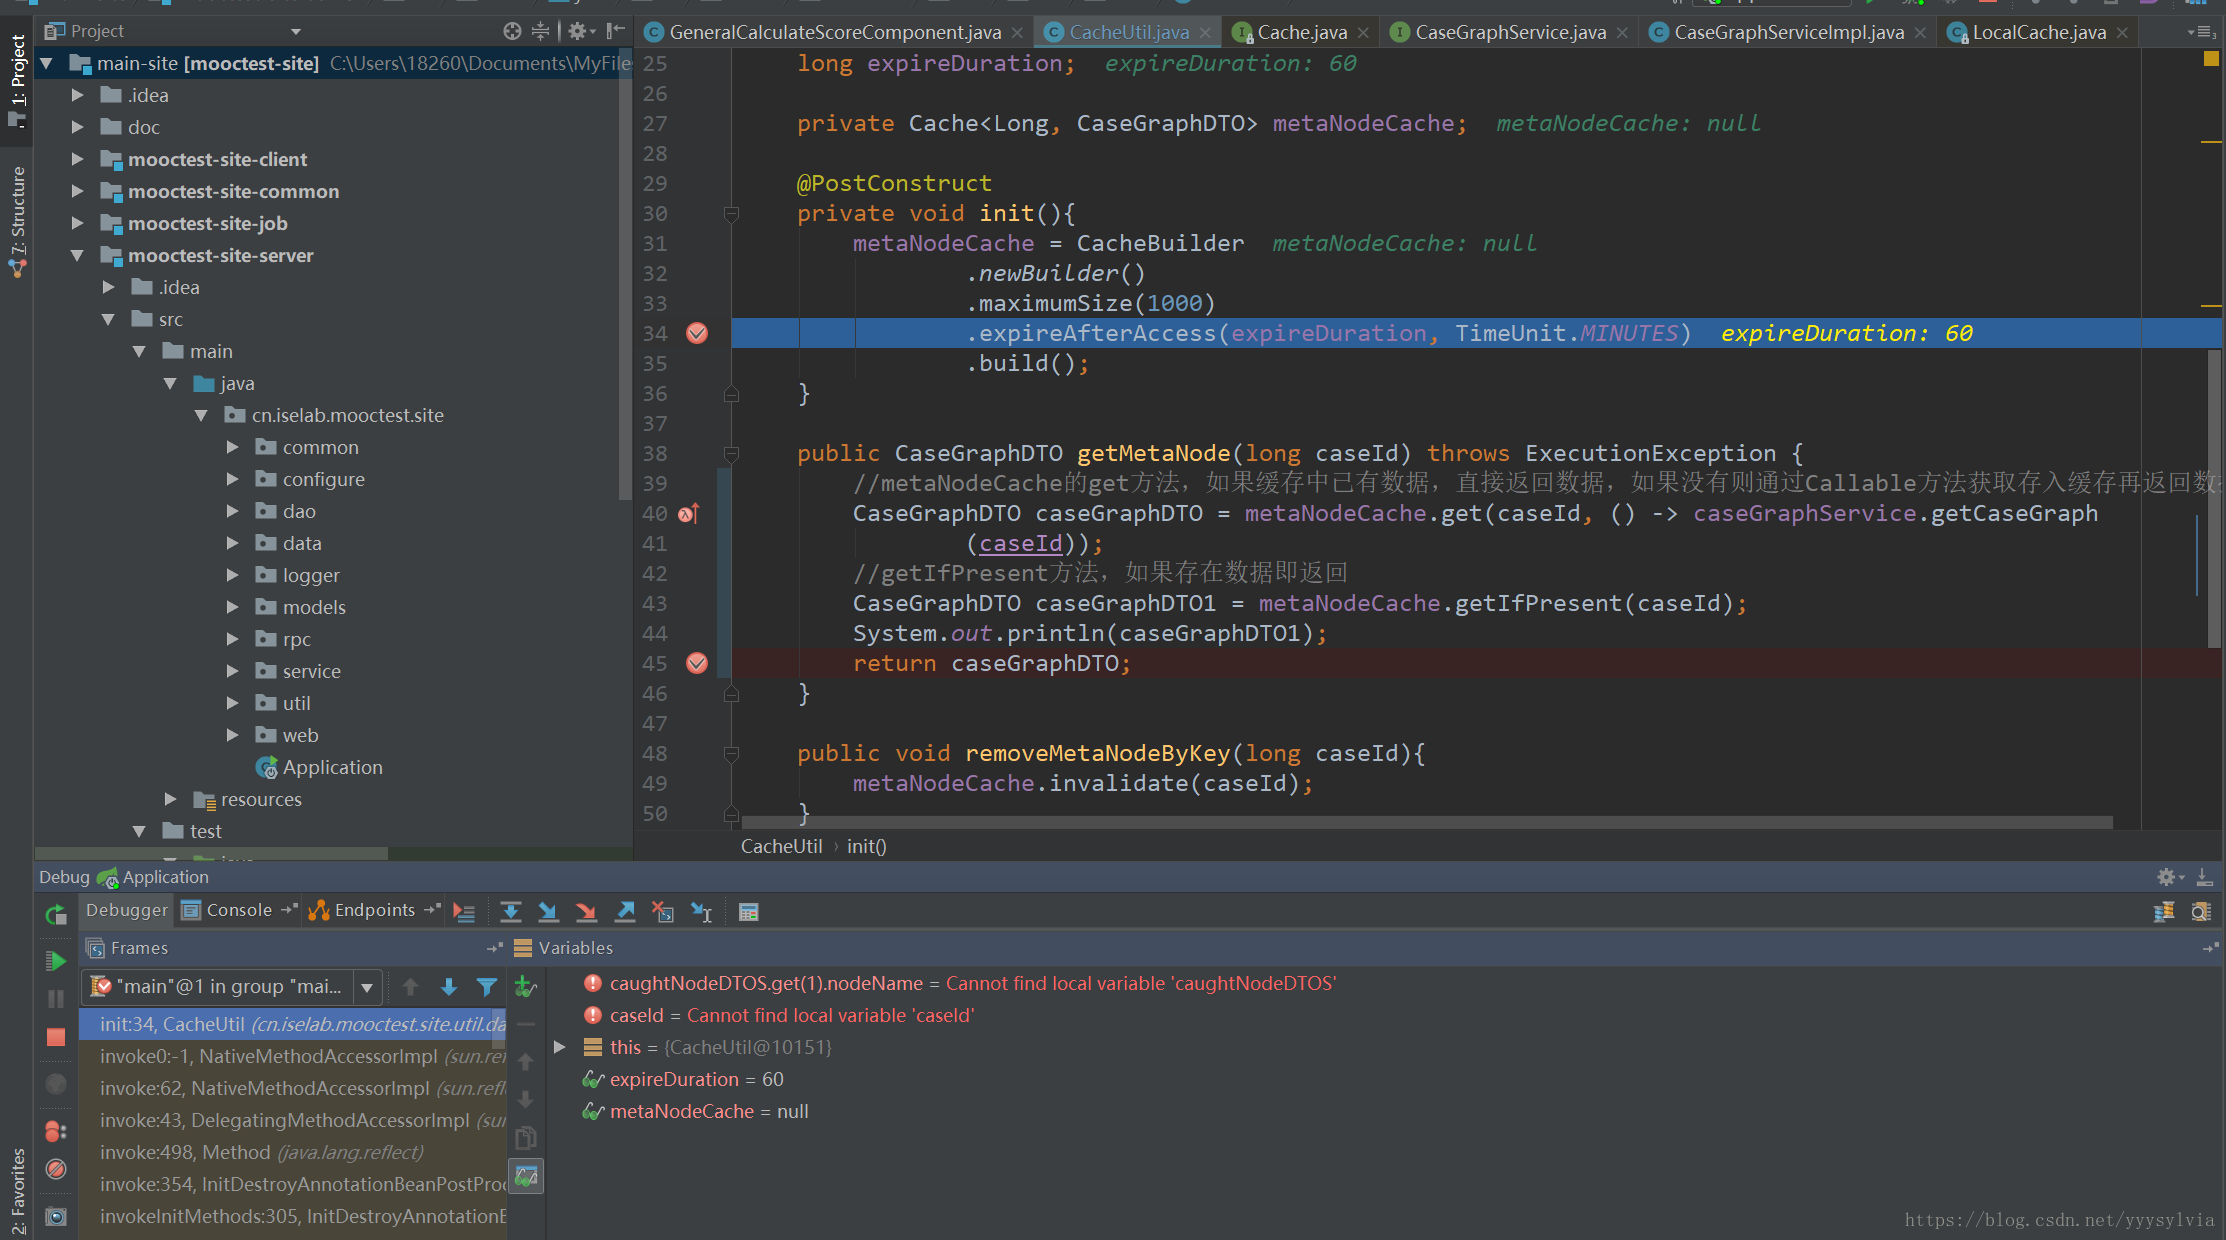 Project
main-site [mooctest-site] C:\Users\18260\Documents\MyFile
.idea
doc
mooctest-site-client
mooctest-site-common
mooctest-site-job
mooctest-site-server
.idea
src
main
java
cn.iselab.mooctest.site
common
configure
dao
data
logger
models
rpc
service
util
web
Application
resources
test
1: Project
7: Structure
2: Favorites
GeneralCalculateScoreComponent.java
CacheUtil.java
Cache.java
CaseGraphService.java
CaseGraphServiceImpl.java
LocalCache.java
25 long expireDuration; expireDuration: 60
26
27 private Cache<Long, CaseGraphDTO> metaNodeCache; metaNodeCache: null
28
29 @PostConstruct
30 private void init(){
31 metaNodeCache = CacheBuilder metaNodeCache: null
32 .newBuilder()
33 .maximumSize(1000)
34 .expireAfterAccess(expireDuration, TimeUnit.MINUTES) expireDuration: 60
35 .build();
36 }
37
38 public CaseGraphDTO getMetaNode(long caseId) throws ExecutionException {
39 //metaNodeCache的get方法，如果缓存中已有数据，直接返回数据，如果没有则通过Callable方法获取存入缓存再返回数
40 CaseGraphDTO caseGraphDTO = metaNodeCache.get(caseId, () -> caseGraphService.getCaseGraph
41 (caseId));
42 //getIfPresent方法，如果存在数据即返回
43 CaseGraphDTO caseGraphDTO1 = metaNodeCache.getIfPresent(caseId);
44 System.out.println(caseGraphDTO1);
45 return caseGraphDTO;
46 }
47
48 public void removeMetaNodeByKey(long caseId){
49 metaNodeCache.invalidate(caseId);
50 }
CacheUtil › init()
Debug Application
Debugger Console Endpoints
Frames
"main"@1 in group "mai...
init:34, CacheUtil (cn.iselab.mooctest.site.util.da
invoke0:-1, NativeMethodAccessorImpl (sun.ref
invoke:62, NativeMethodAccessorImpl (sun.refl
invoke:43, DelegatingMethodAccessorImpl (su
invoke:498, Method (java.lang.reflect)
invoke:354, InitDestroyAnnotationBeanPostProc
invokeInitMethods:305, InitDestroyAnnotationB
Variables
caughtNodeDTOS.get(1).nodeName = Cannot find local variable 'caughtNodeDTOS'
caseId = Cannot find local variable 'caseId'
this = {CacheUtil@10151}
expireDuration = 60
metaNodeCache = null
https://blog.csdn.net/yyysylvia